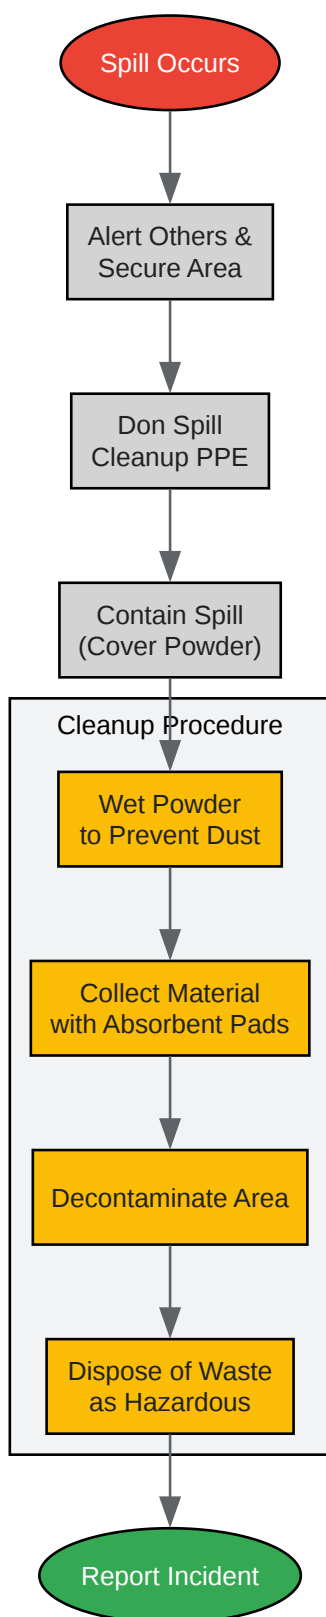 Spill Occurs
Alert Others &
Secure Area
Don Spill
Cleanup PPE
Contain Spill
(Cover Powder)
Cleanup Procedure
Wet Powder
to Prevent Dust
Collect Material
with Absorbent Pads
Decontaminate Area
Dispose of Waste
as Hazardous
Report Incident